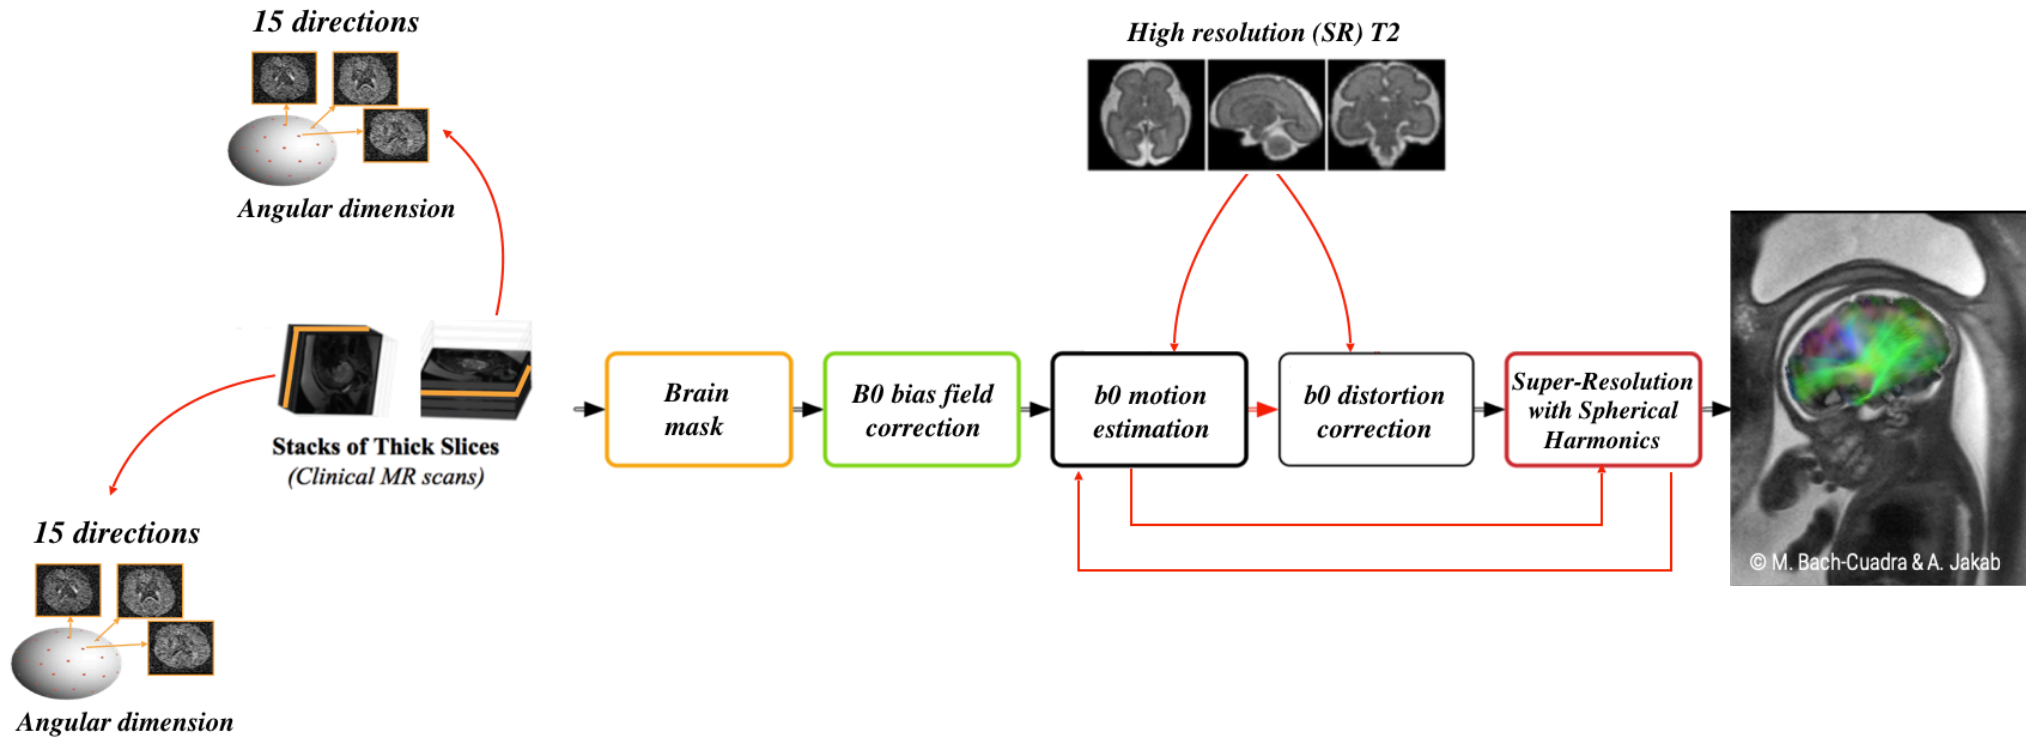 15 directions
Angular dimension
High resolution (SR) T2
Stacks of Thick Slices
(Clinical MR scans)
15 directions
Angular dimension
Brain
mask
B0 bias field
correction
b0 motion
estimation
b0 distortion
correction
Super-Resolution
with Spherical
Harmonics
© M. Bach-Cuadra & A. Jakab